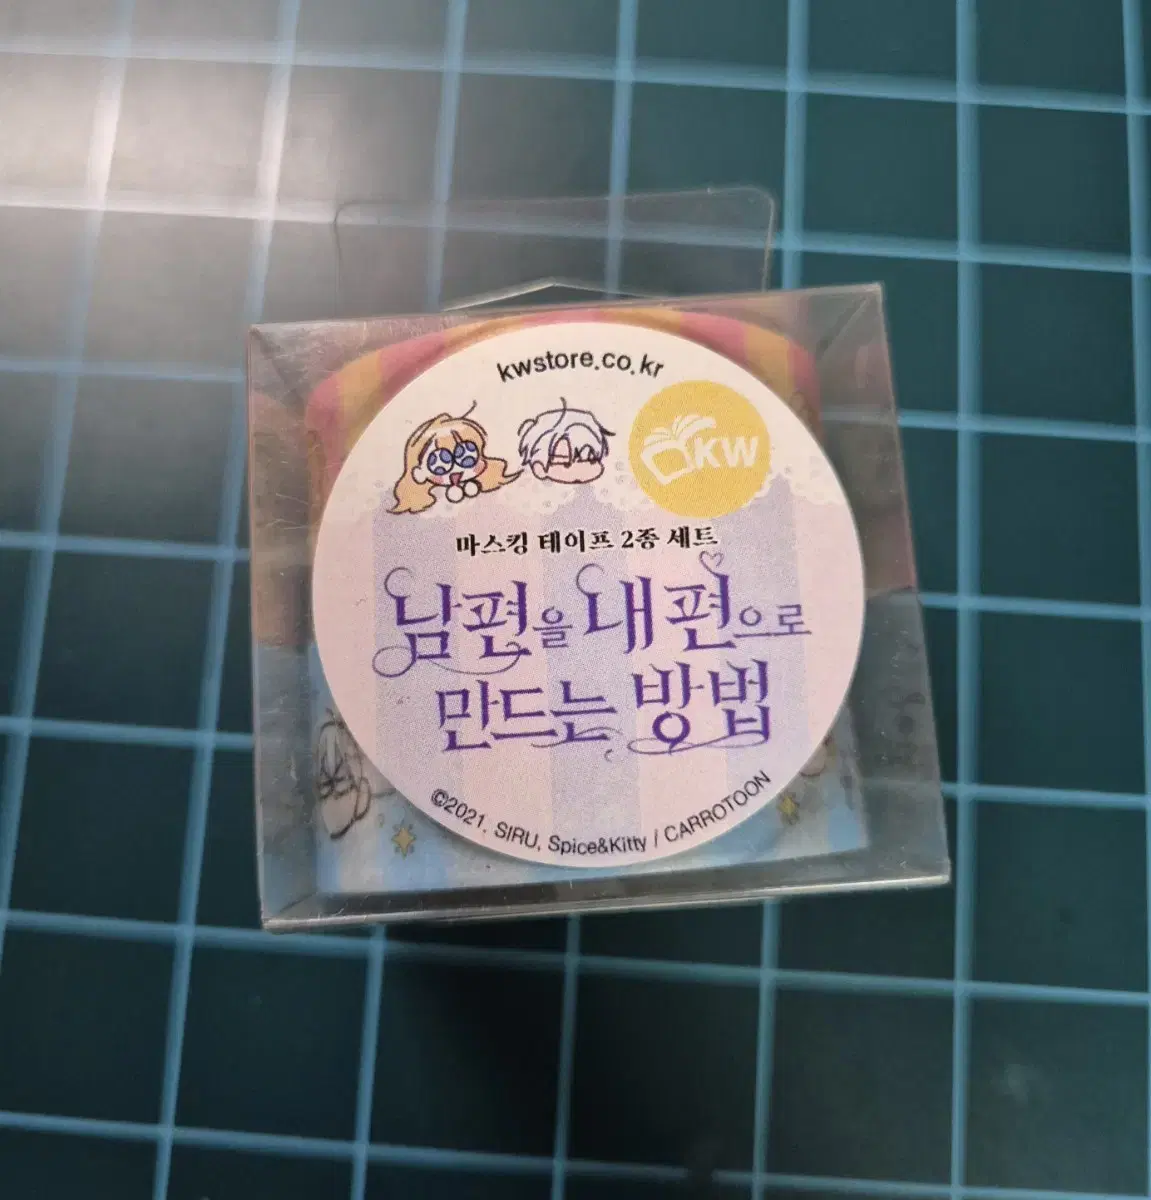 kwstore.co.kr
KW
마스킹 테이프 2종 세트
남편을 내편으로
만드는 방법
©2021. SIRU, Spice&Kitty / CARROTOON